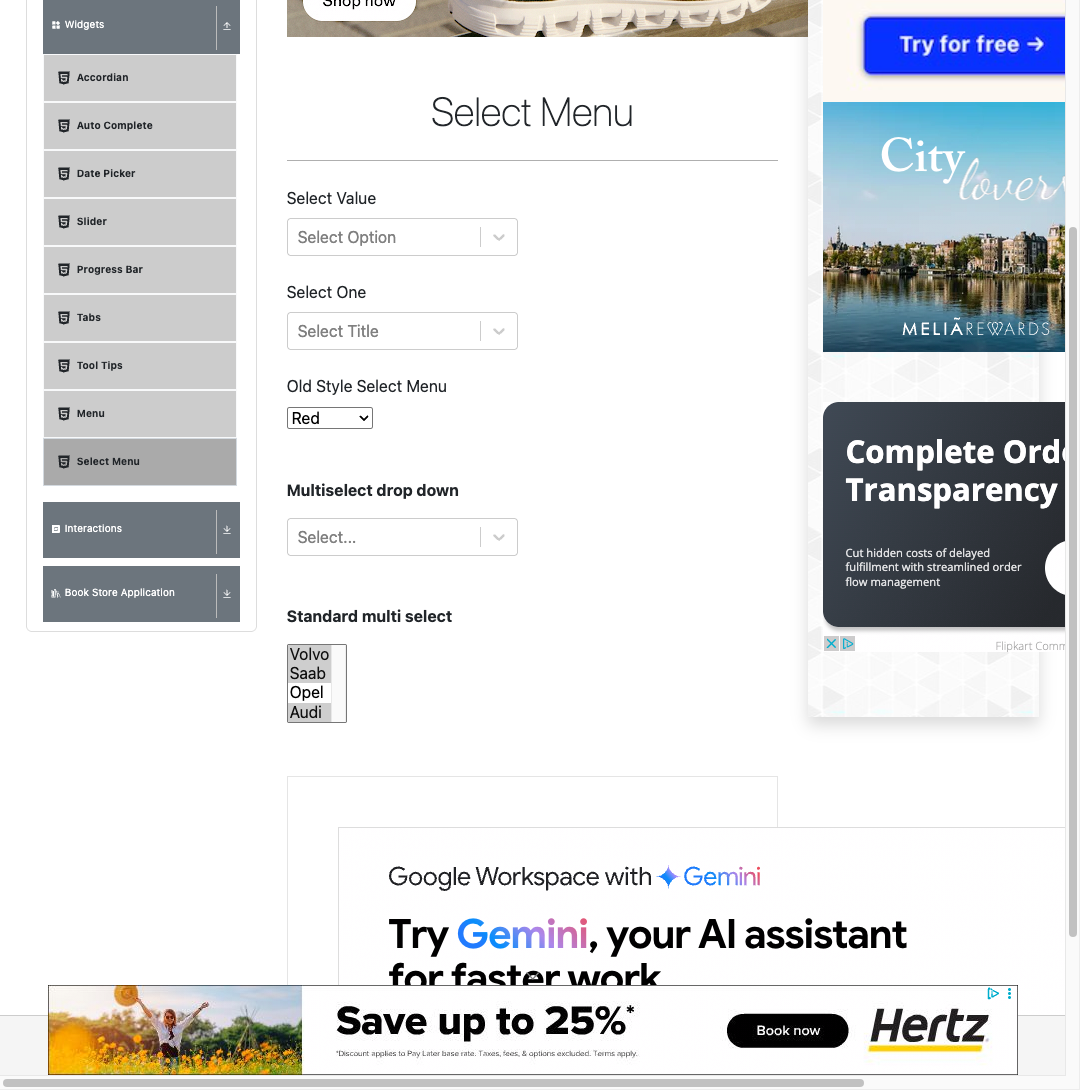 Widgets
Accordian
Auto Complete
Date Picker
Slider
Progress Bar
Tabs
Tool Tips
Menu
Select Menu
Interactions
Book Store Application
Shop now
Select Menu
Select Value
Select Option
Select One
Select Title
Old Style Select Menu
Red
Multiselect drop down
Select...
Standard multi select
Volvo
Saab
Opel
Audi
Try for free →
City
lovers
MELIÃ REWARDS
Complete Orde
Transparency
Cut hidden costs of delayed
fulfillment with streamlined order
flow management
Flipkart Comm
Google Workspace with Gemini
Try Gemini, your AI assistant
for faster work
Save up to 25%*
*Discount applies to Pay Later base rate. Taxes, fees, & options excluded. Terms apply.
Book now
Hertz